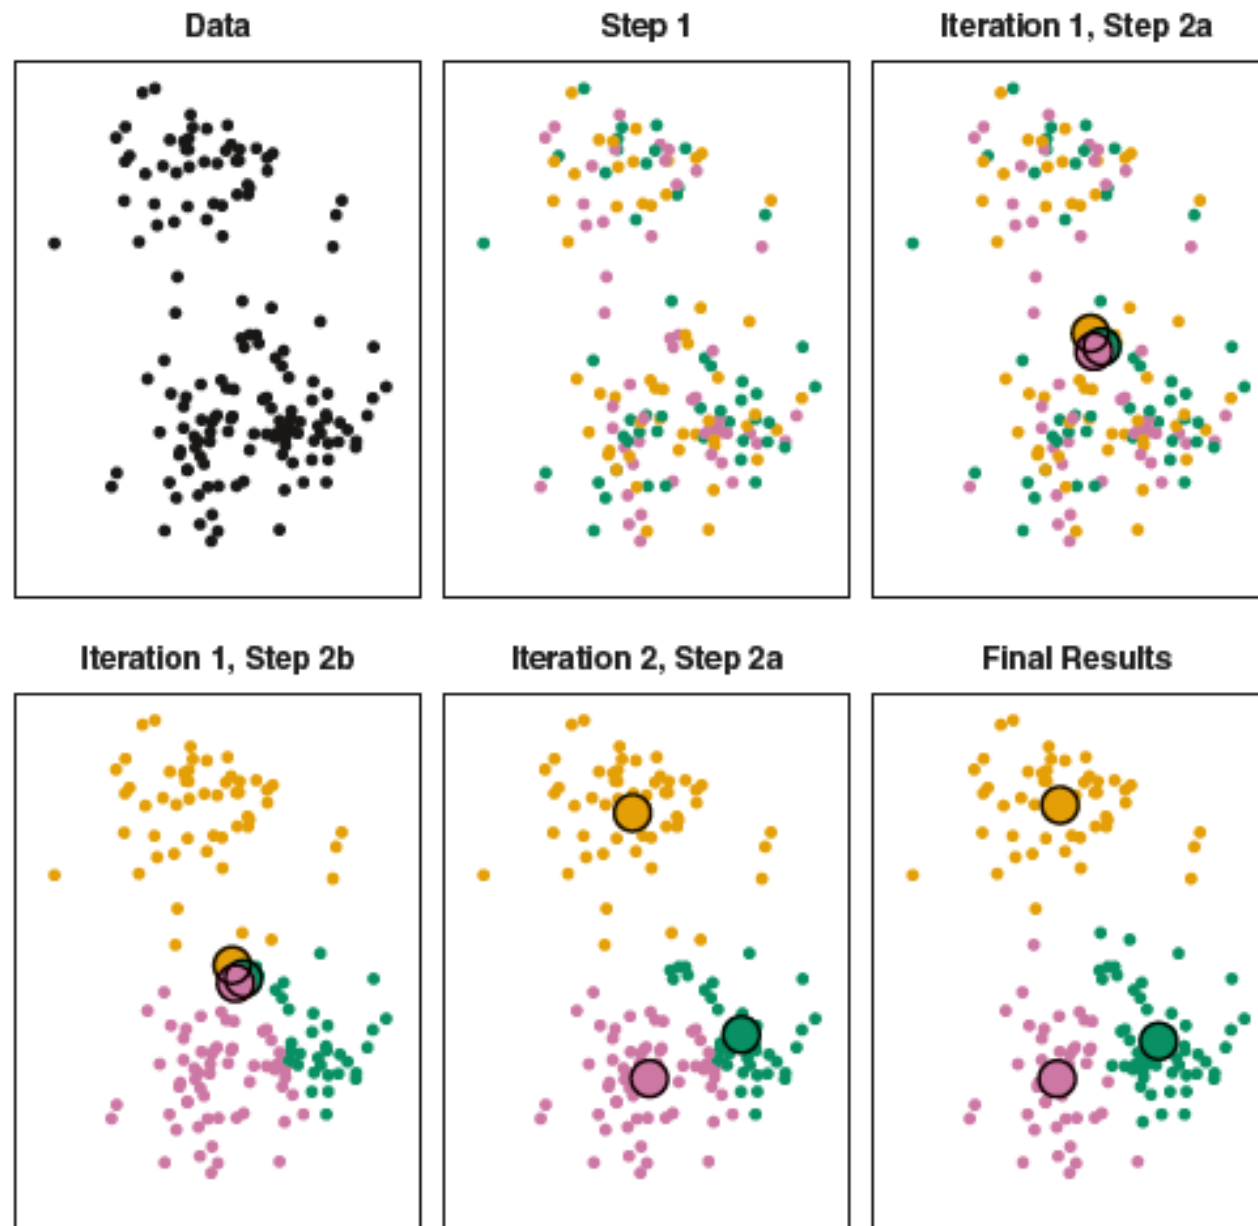 Data
Step 1
Iteration 1, Step 2a
Iteration 1, Step 2b
Iteration 2, Step 2a
Final Results